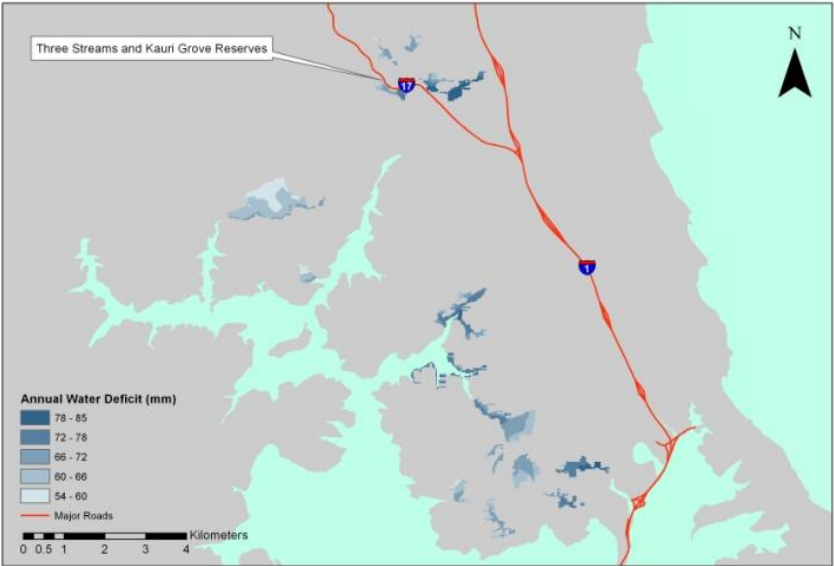 Three Streams and Kauri Grove Reserves
N
17
1
Annual Water Deficit (mm)
78 - 85
72 - 78
66 - 72
60 - 66
54 - 60
Major Roads
Kilometers
0 0.5 1 2 3 4